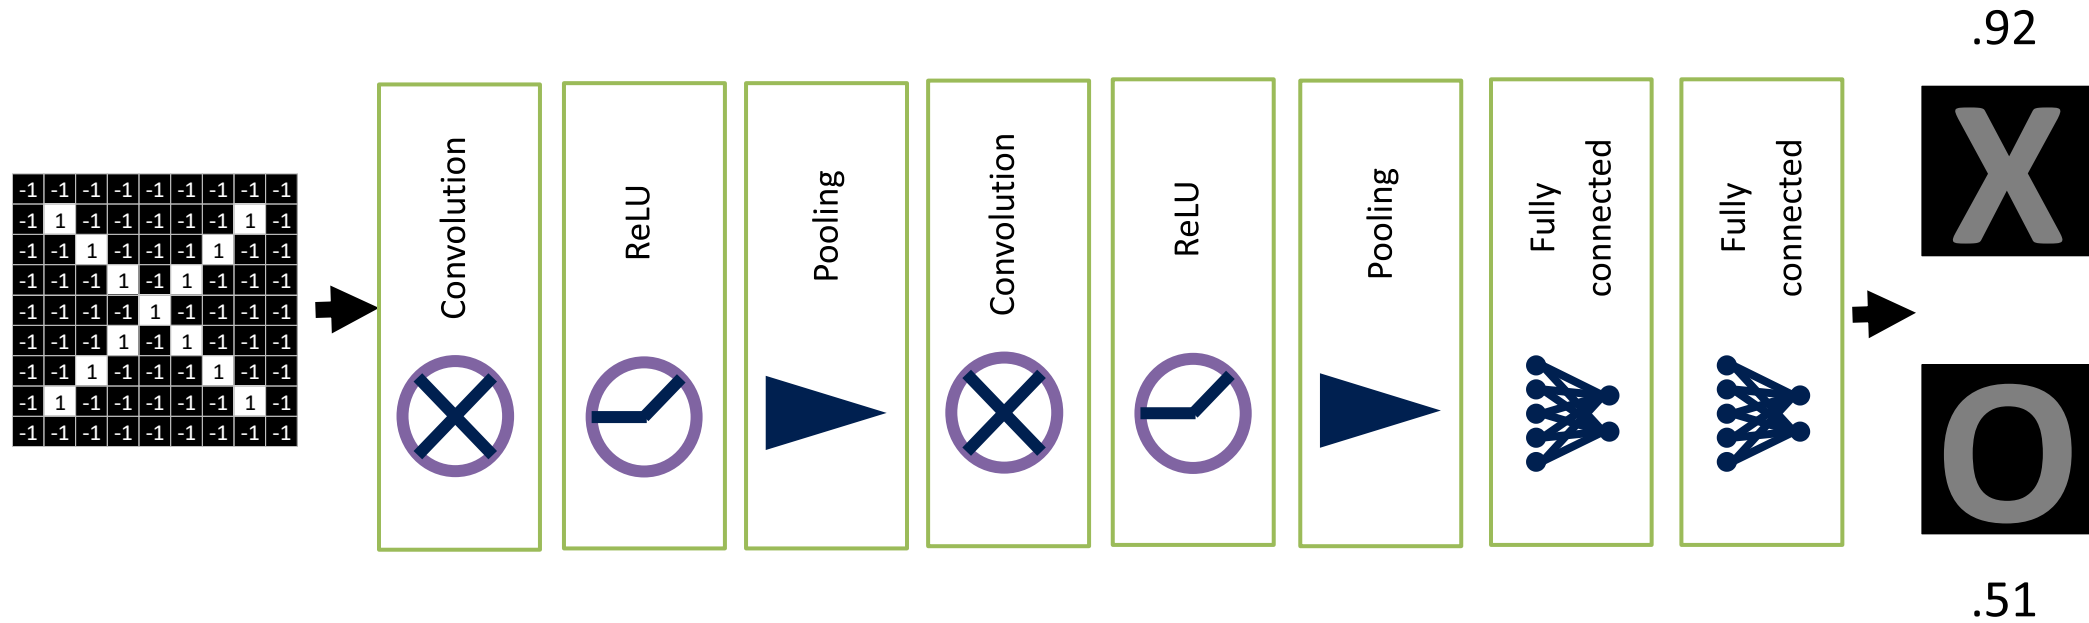 -1 -1 -1 -1 -1 -1 -1 -1 -1
-1 1 -1 -1 -1 -1 -1 1 -1
-1 -1 1 -1 -1 -1 1 -1 -1
-1 -1 -1 1 -1 1 -1 -1 -1
-1 -1 -1 -1 1 -1 -1 -1 -1
-1 -1 -1 1 -1 1 -1 -1 -1
-1 -1 1 -1 -1 -1 1 -1 -1
-1 1 -1 -1 -1 -1 -1 1 -1
-1 -1 -1 -1 -1 -1 -1 -1 -1
Convolution
ReLU
Pooling
Convolution
ReLU
Pooling
Fully
connected
Fully
connected
.92
X
O
.51